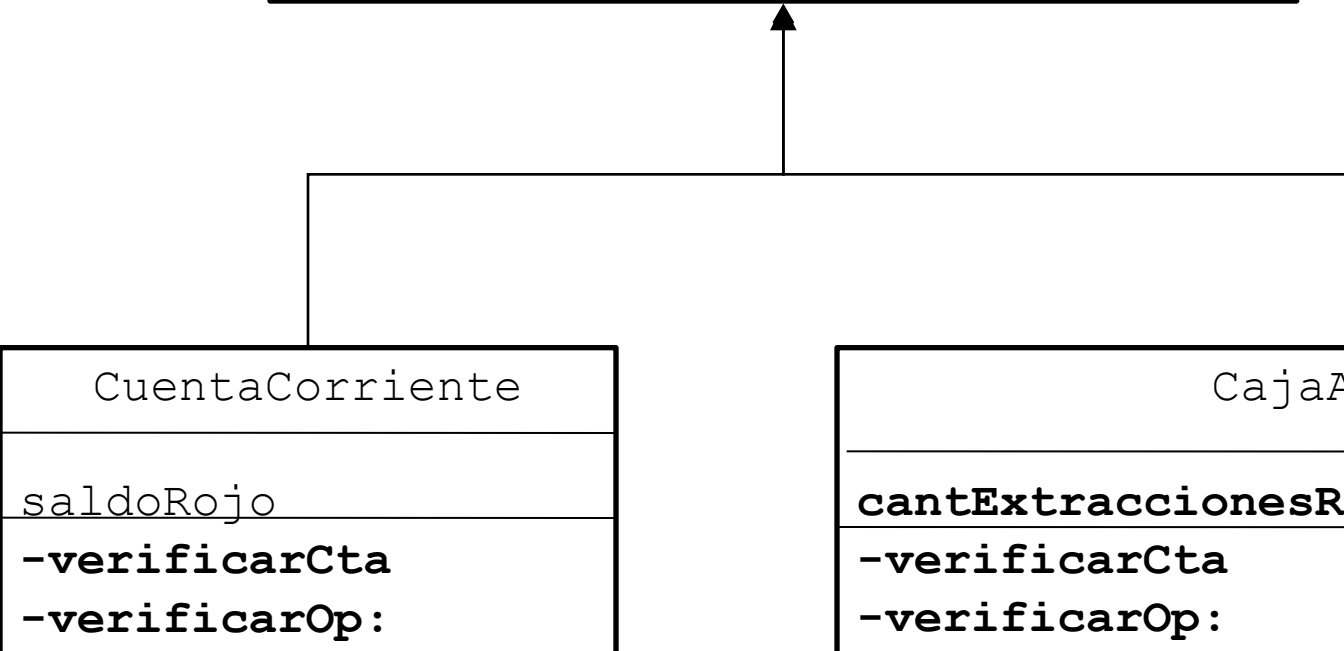 CuentaCorriente
saldoRojo
-verificarCta
-verificarOp:
CajaA
cantExtraccionesR
-verificarCta
-verificarOp: